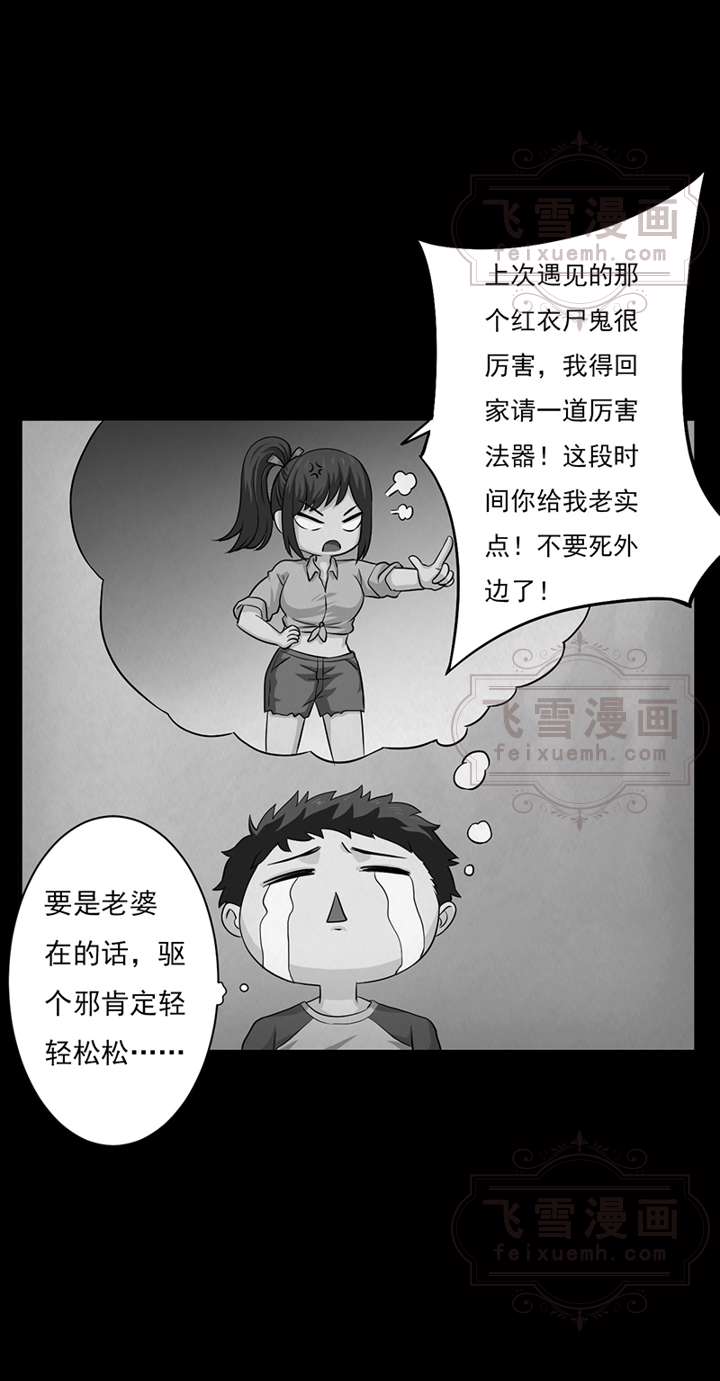 飞雪漫画
feixuemh.com
上次遇见的那
个红衣尸鬼很
厉害，我得回
家请一道厉害
法器！这段时
间你给我老实
点！不要死外
边了！
飞雪漫画
feixuemh.com
要是老婆
在的话，驱
个邪肯定轻
轻松松……
飞雪漫画
feixuemh.com